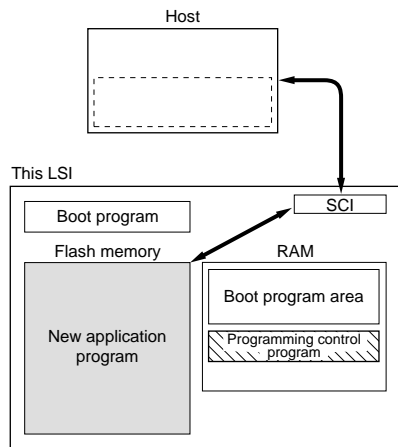 Host
This LSI
SCI
Boot program
Flash memory
RAM
Boot program area
New application
program
Programming control
program